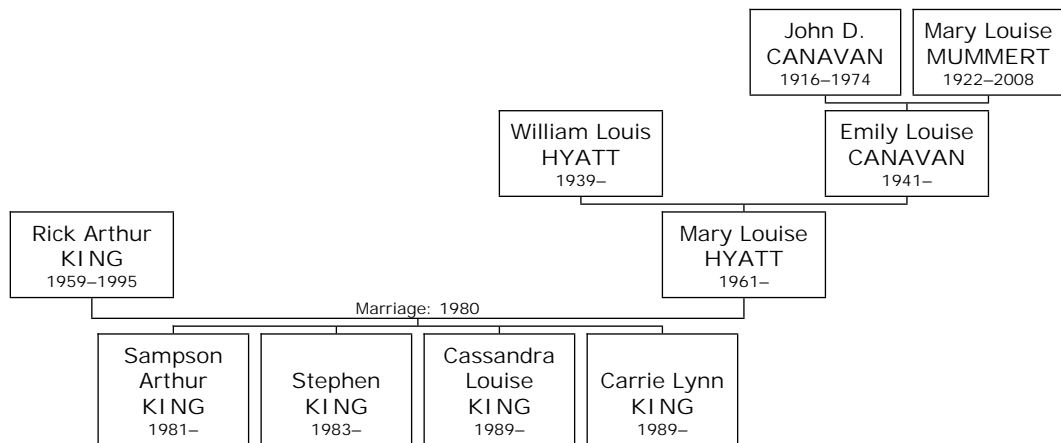 John D.
CANAVAN
1916–1974
Mary Louise
MUMMERT
1922–2008
William Louis
HYATT
1939–
Emily Louise
CANAVAN
1941–
Rick Arthur
KING
1959–1995
Mary Louise
HYATT
1961–
Marriage: 1980
Sampson
Arthur
KING
1981–
Stephen
KING
1983–
Cassandra
Louise
KING
1989–
Carrie Lynn
KING
1989–